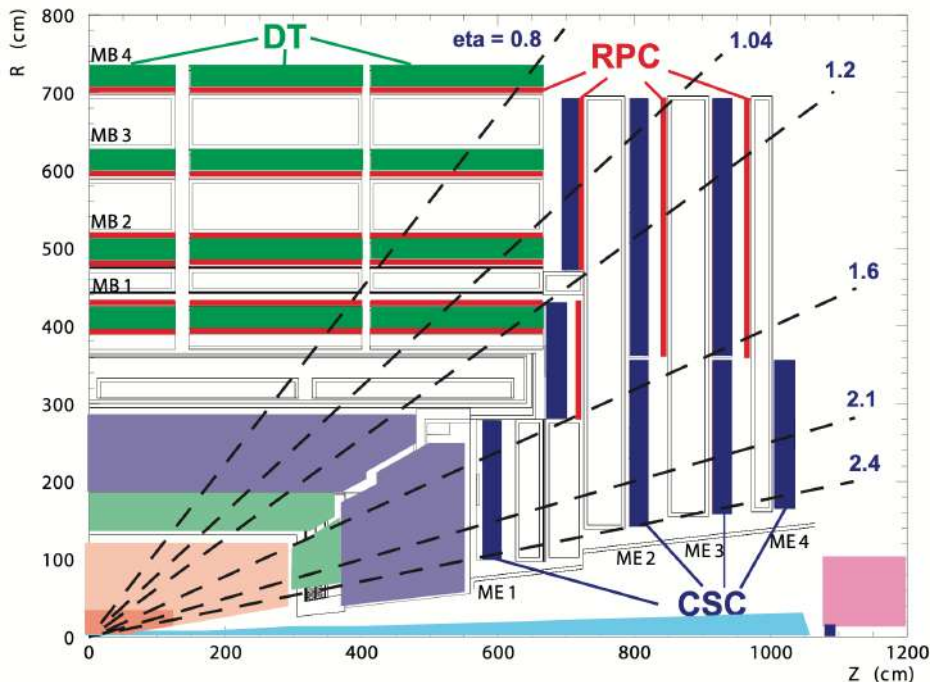 R (cm)
800
700
600
500
400
300
200
100
0
MB 4
MB 3
MB 2
MB 1
DT
eta = 0.8
1.04
1.2
RPC
1.6
2.1
2.4
ME 1
ME 2
ME 3
ME 4
CSC
0
200
400
600
800
1000
1200
Z (cm)